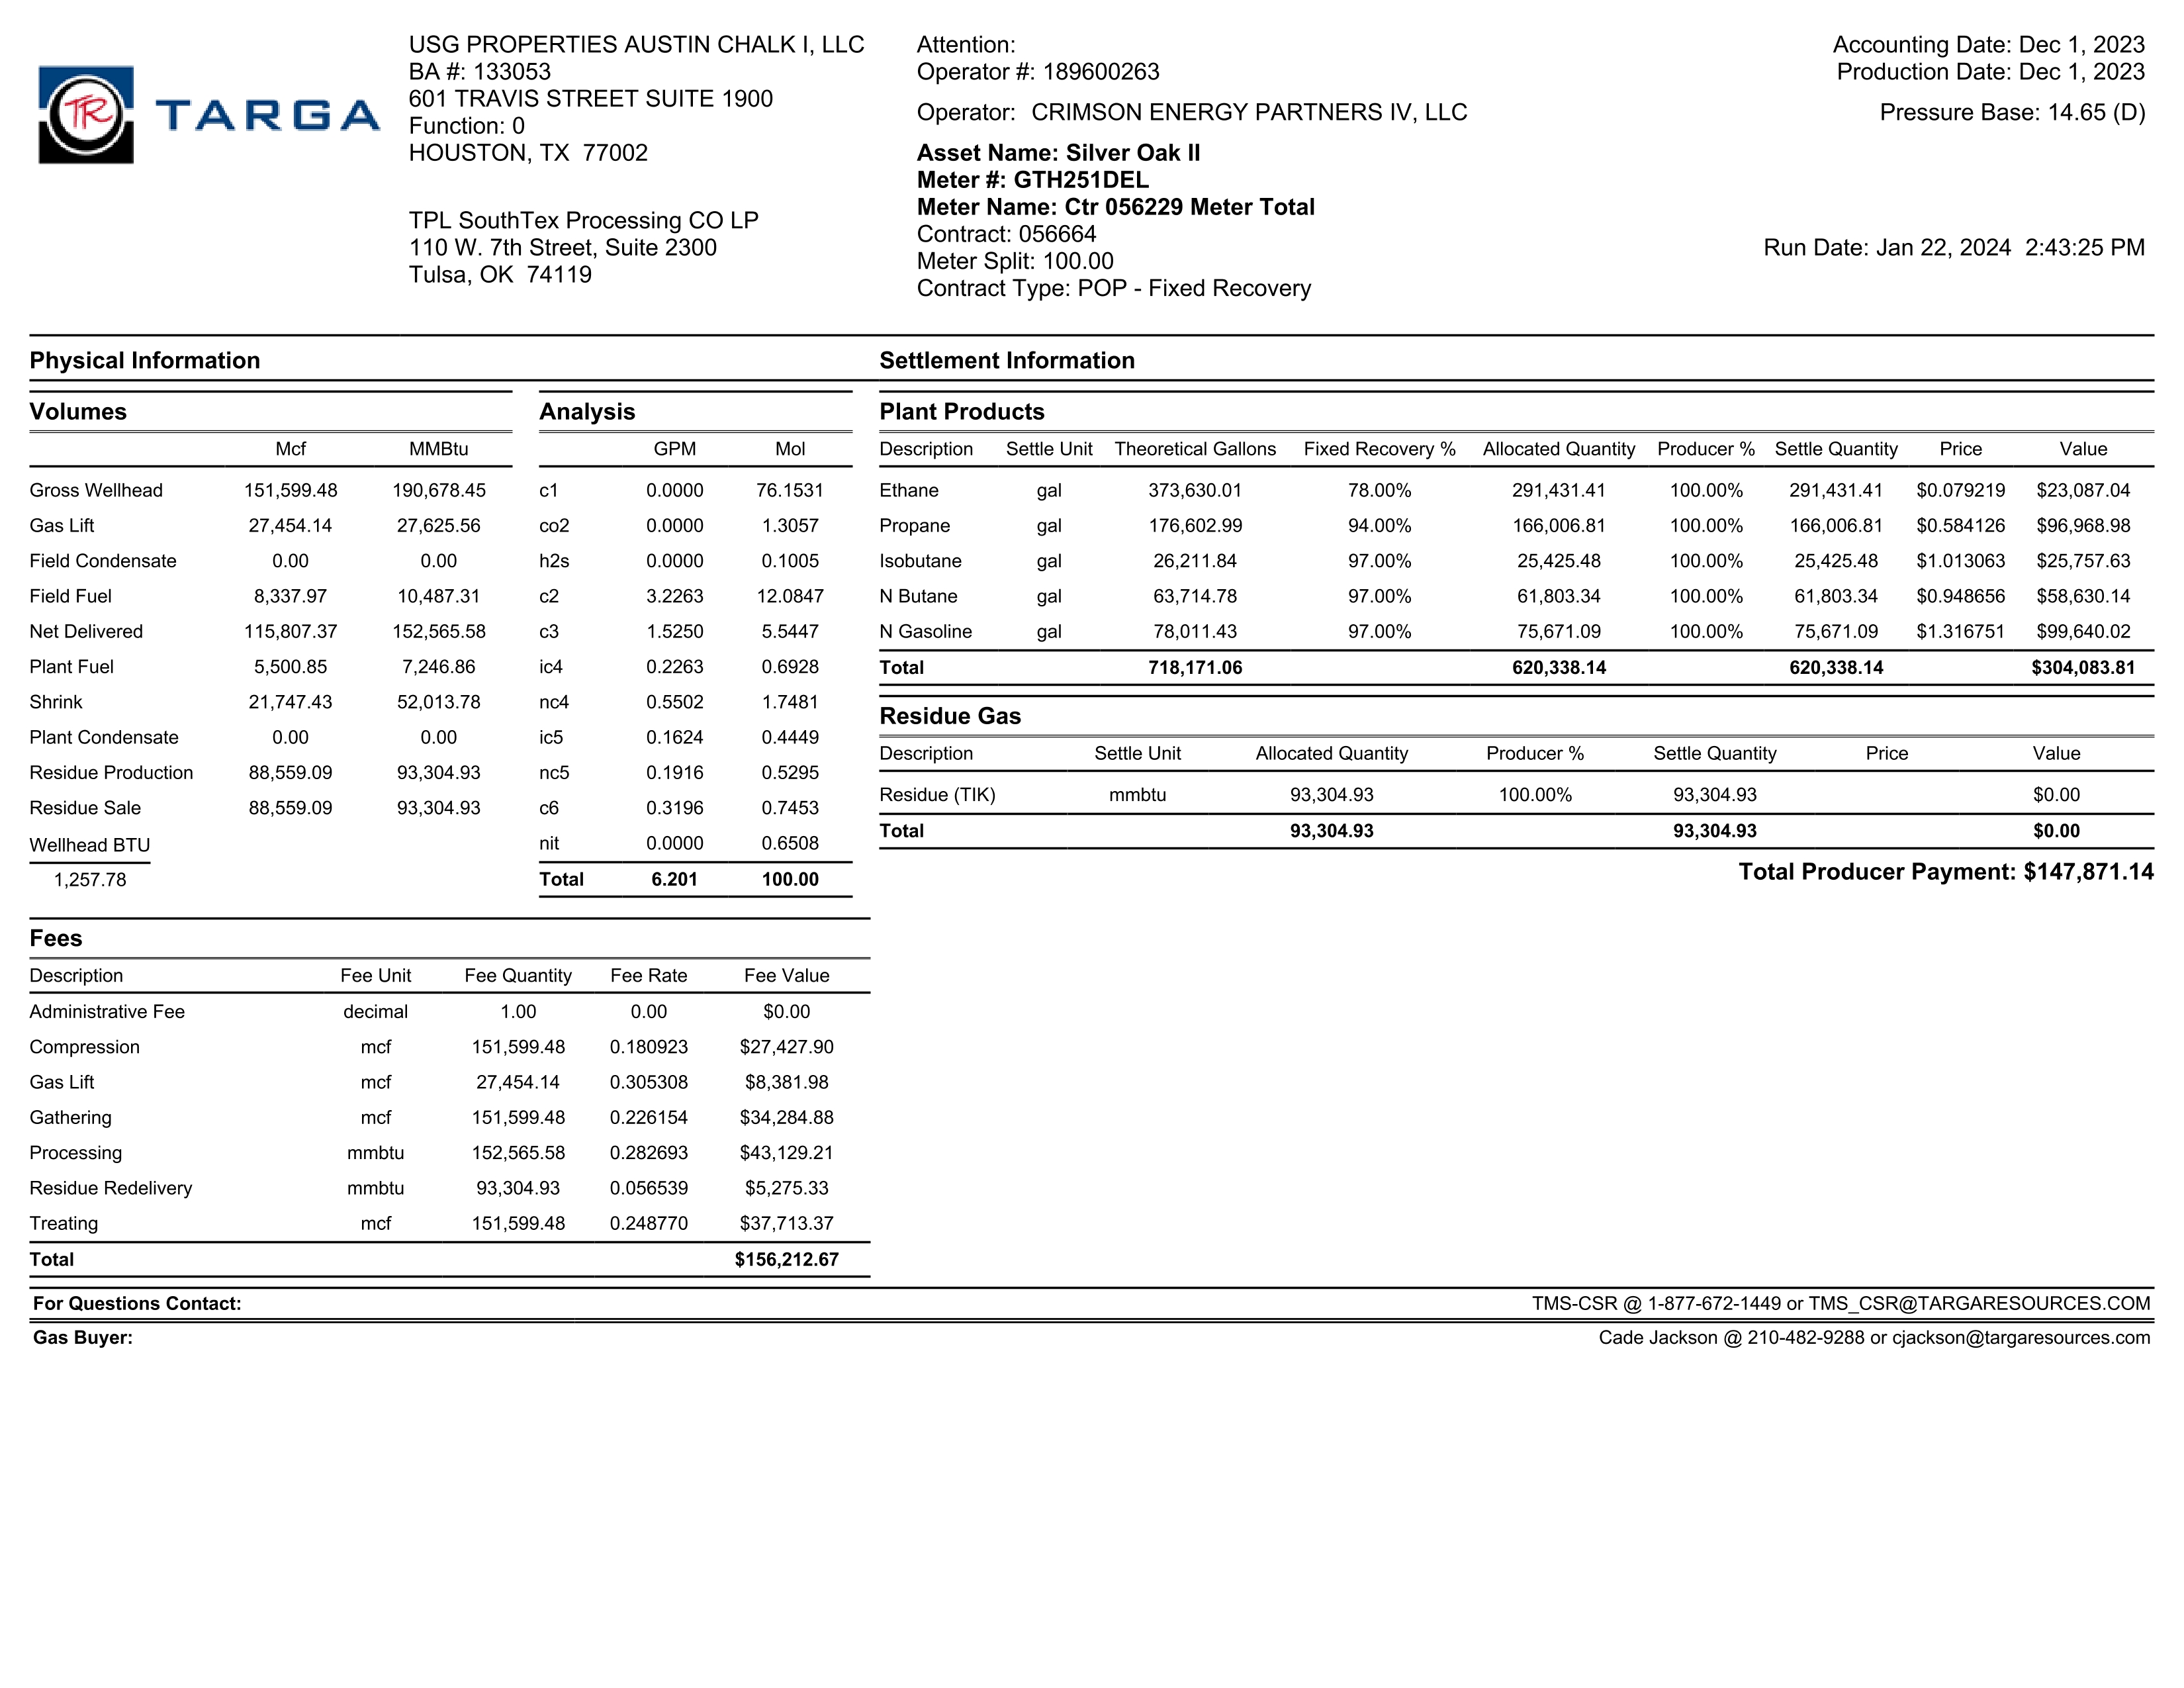 TR TARGA
USG PROPERTIES AUSTIN CHALK I, LLC
BA #: 133053
601 TRAVIS STREET SUITE 1900
Function: 0
HOUSTON, TX  77002
TPL SouthTex Processing CO LP
110 W. 7th Street, Suite 2300
Tulsa, OK  74119
Attention:
Operator #: 189600263
Operator:  CRIMSON ENERGY PARTNERS IV, LLC
Asset Name: Silver Oak II
Meter #: GTH251DEL
Meter Name: Ctr 056229 Meter Total
Contract: 056664
Meter Split: 100.00
Contract Type: POP - Fixed Recovery
Accounting Date: Dec 1, 2023
Production Date: Dec 1, 2023
Pressure Base: 14.65 (D)
Run Date: Jan 22, 2024  2:43:25 PM
Physical Information
Volumes
Mcf MMBtu
Gross Wellhead 151,599.48 190,678.45
Gas Lift 27,454.14 27,625.56
Field Condensate 0.00 0.00
Field Fuel 8,337.97 10,487.31
Net Delivered 115,807.37 152,565.58
Plant Fuel 5,500.85 7,246.86
Shrink 21,747.43 52,013.78
Plant Condensate 0.00 0.00
Residue Production 88,559.09 93,304.93
Residue Sale 88,559.09 93,304.93
Wellhead BTU
1,257.78
Analysis
GPM Mol
c1 0.0000 76.1531
co2 0.0000 1.3057
h2s 0.0000 0.1005
c2 3.2263 12.0847
c3 1.5250 5.5447
ic4 0.2263 0.6928
nc4 0.5502 1.7481
ic5 0.1624 0.4449
nc5 0.1916 0.5295
c6 0.3196 0.7453
nit 0.0000 0.6508
Total 6.201 100.00
Settlement Information
Plant Products
Description Settle Unit Theoretical Gallons Fixed Recovery % Allocated Quantity Producer % Settle Quantity Price Value
Ethane gal 373,630.01 78.00% 291,431.41 100.00% 291,431.41 $0.079219 $23,087.04
Propane gal 176,602.99 94.00% 166,006.81 100.00% 166,006.81 $0.584126 $96,968.98
Isobutane gal 26,211.84 97.00% 25,425.48 100.00% 25,425.48 $1.013063 $25,757.63
N Butane gal 63,714.78 97.00% 61,803.34 100.00% 61,803.34 $0.948656 $58,630.14
N Gasoline gal 78,011.43 97.00% 75,671.09 100.00% 75,671.09 $1.316751 $99,640.02
Total 718,171.06 620,338.14 620,338.14 $304,083.81
Residue Gas
Description Settle Unit Allocated Quantity Producer % Settle Quantity Price Value
Residue (TIK) mmbtu 93,304.93 100.00% 93,304.93 $0.00
Total 93,304.93 93,304.93 $0.00
Total Producer Payment: $147,871.14
Fees
Description Fee Unit Fee Quantity Fee Rate Fee Value
Administrative Fee decimal 1.00 0.00 $0.00
Compression mcf 151,599.48 0.180923 $27,427.90
Gas Lift mcf 27,454.14 0.305308 $8,381.98
Gathering mcf 151,599.48 0.226154 $34,284.88
Processing mmbtu 152,565.58 0.282693 $43,129.21
Residue Redelivery mmbtu 93,304.93 0.056539 $5,275.33
Treating mcf 151,599.48 0.248770 $37,713.37
Total $156,212.67
For Questions Contact: TMS-CSR @ 1-877-672-1449 or TMS_CSR@TARGARESOURCES.COM
Gas Buyer: Cade Jackson @ 210-482-9288 or cjackson@targaresources.com